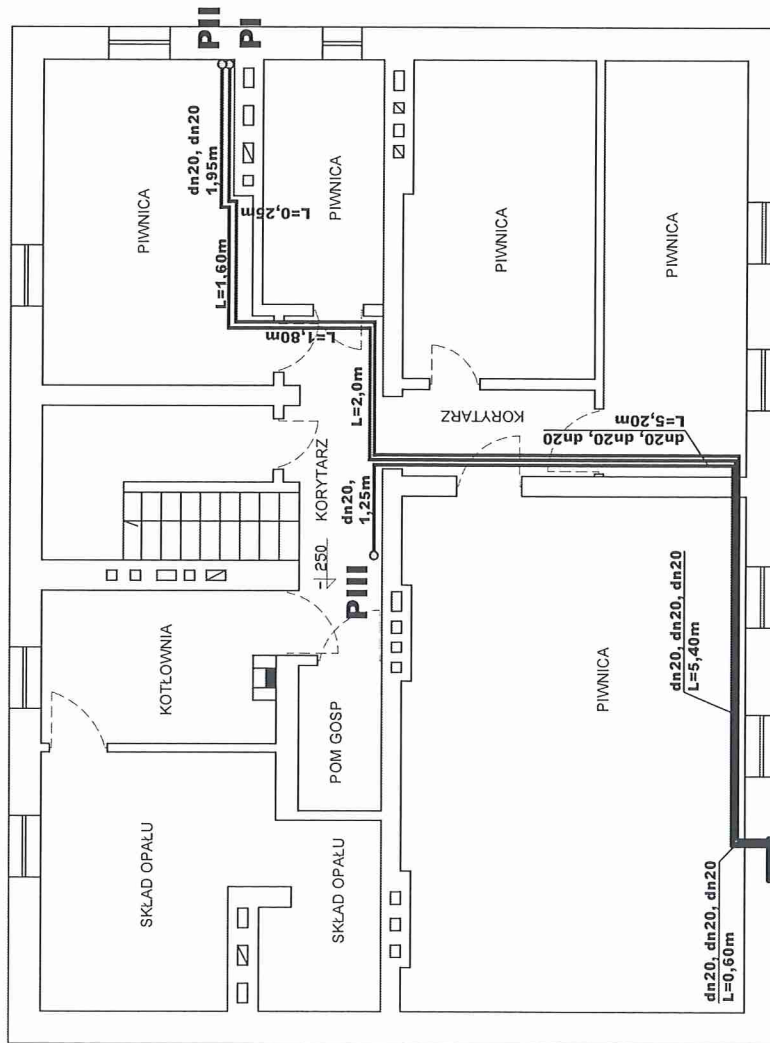 PII
PI
dn20, dn20
1,95m
PIWNICA
L=0,25m
PIWNICA
L=1,60m
L=1,80m
PIWNICA
PIWNICA
L=2,0m
KORYTARZ
dn20, dn20, dn20
L=5,20m
KORYTARZ
dn20,
1,25m
- 250
PIII
KOTŁOWNIA
POM GOSP
PIWNICA
dn20, dn20, dn20
L=5,40m
SKŁAD OPAŁU
SKŁAD OPAŁU
dn20, dn20, dn20
L=0,60m